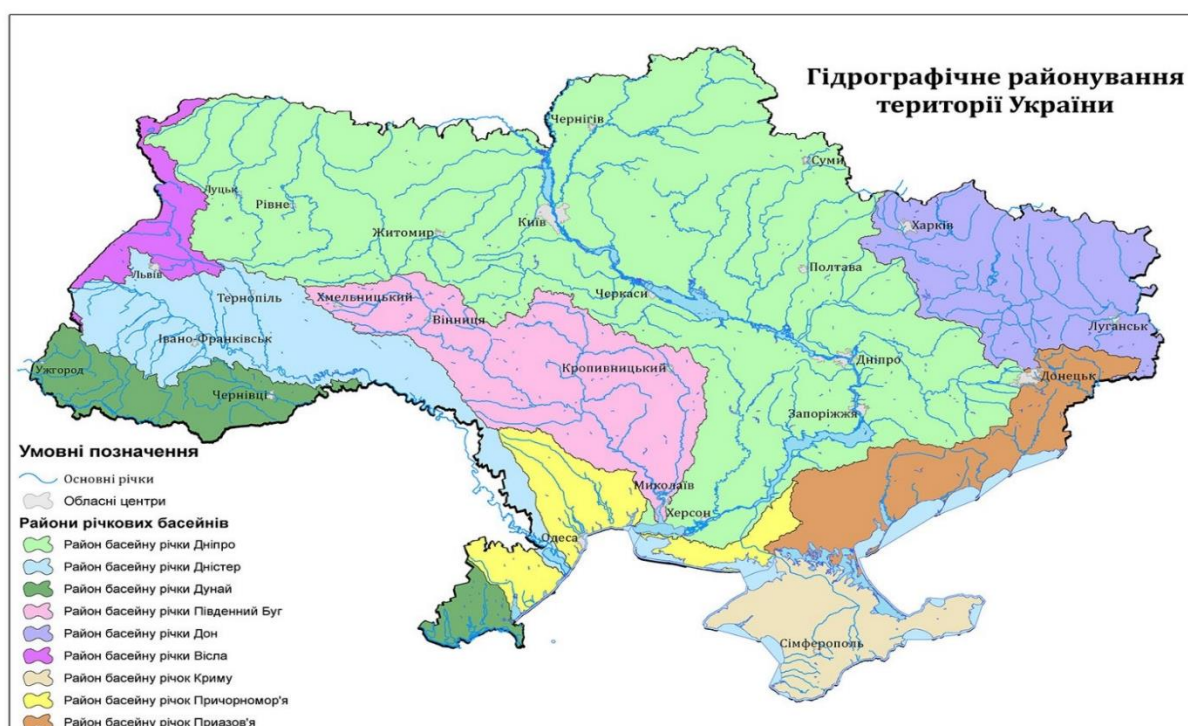 Гідрографічне районування
території України
Чернігів
Суми
Луцьк
Рівне
Київ
Житомир
Харків
Львів
Полтава
Тернопіль
Хмельницький
Черкаси
Вінниця
Луганськ
Івано-Франківськ
Дніпро
Ужгород
Кропивницький
Донецьк
Чернівці
Запоріжжя
Миколаїв
Херсон
Одеса
Сімферополь
Умовні позначення
Основні річки
Обласні центри
Райони річкових басейнів
Район басейну річки Дніпро
Район басейну річки Дністер
Район басейну річки Дунай
Район басейну річки Південний Буг
Район басейну річки Дон
Район басейну річки Вісла
Район басейну річок Криму
Район басейну річок Причорномор'я
Район басейну річок Приазов'я